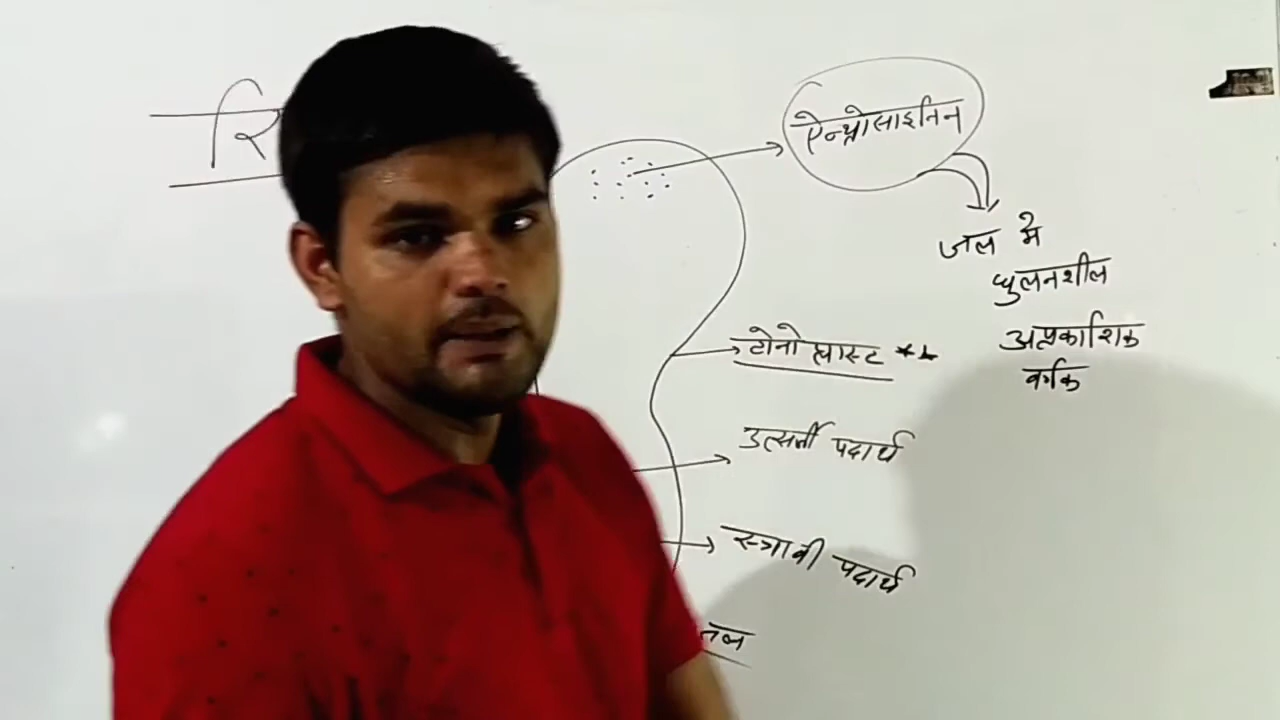 रि
ऐन्थ्रोसाइनिन
जल मे
घुलनशील
अप्रकाशिक
वर्णक
टोनो प्लास्ट **
उत्सर्जी पदार्थ
स्त्रावी पदार्थ